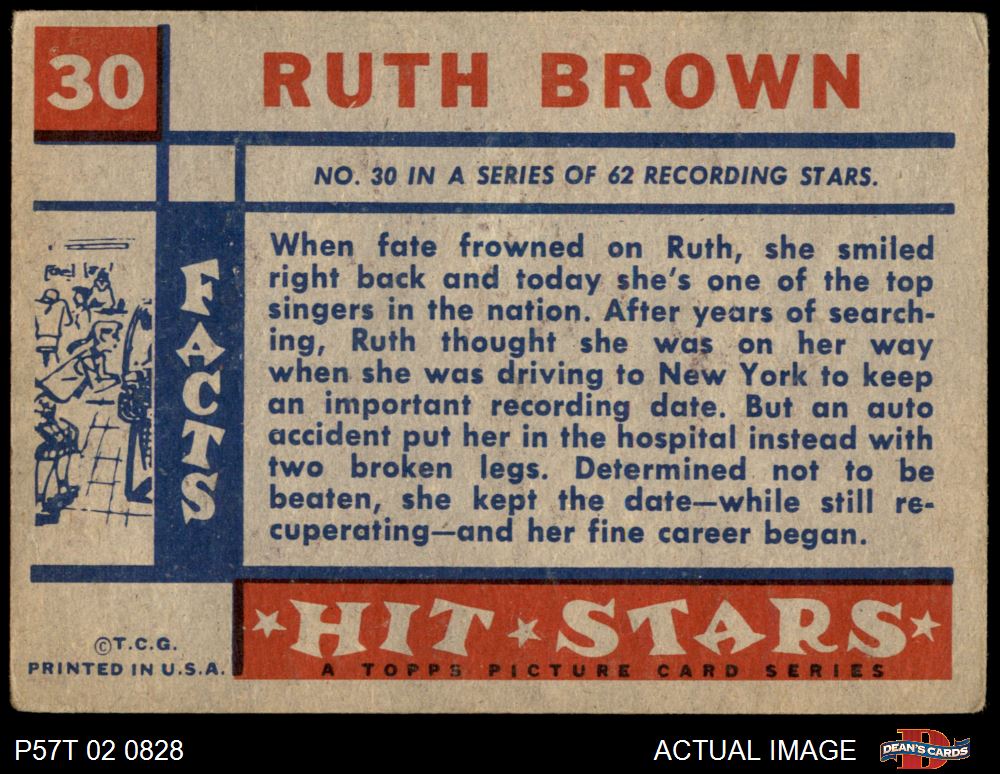 30
RUTH BROWN
NO. 30 IN A SERIES OF 62 RECORDING STARS.
FACTS
When fate frowned on Ruth, she smiled
right back and today she's one of the top
singers in the nation. After years of search-
ing, Ruth thought she was on her way
when she was driving to New York to keep
an important recording date. But an auto
accident put her in the hospital instead with
two broken legs. Determined not to be
beaten, she kept the date—while still re-
cuperating—and her fine career began.
©T.C.G.
PRINTED IN U.S.A.
HIT STARS
A TOPPS PICTURE CARD SERIES
P57T 02 0828
ACTUAL IMAGE
DEAN'S CARDS